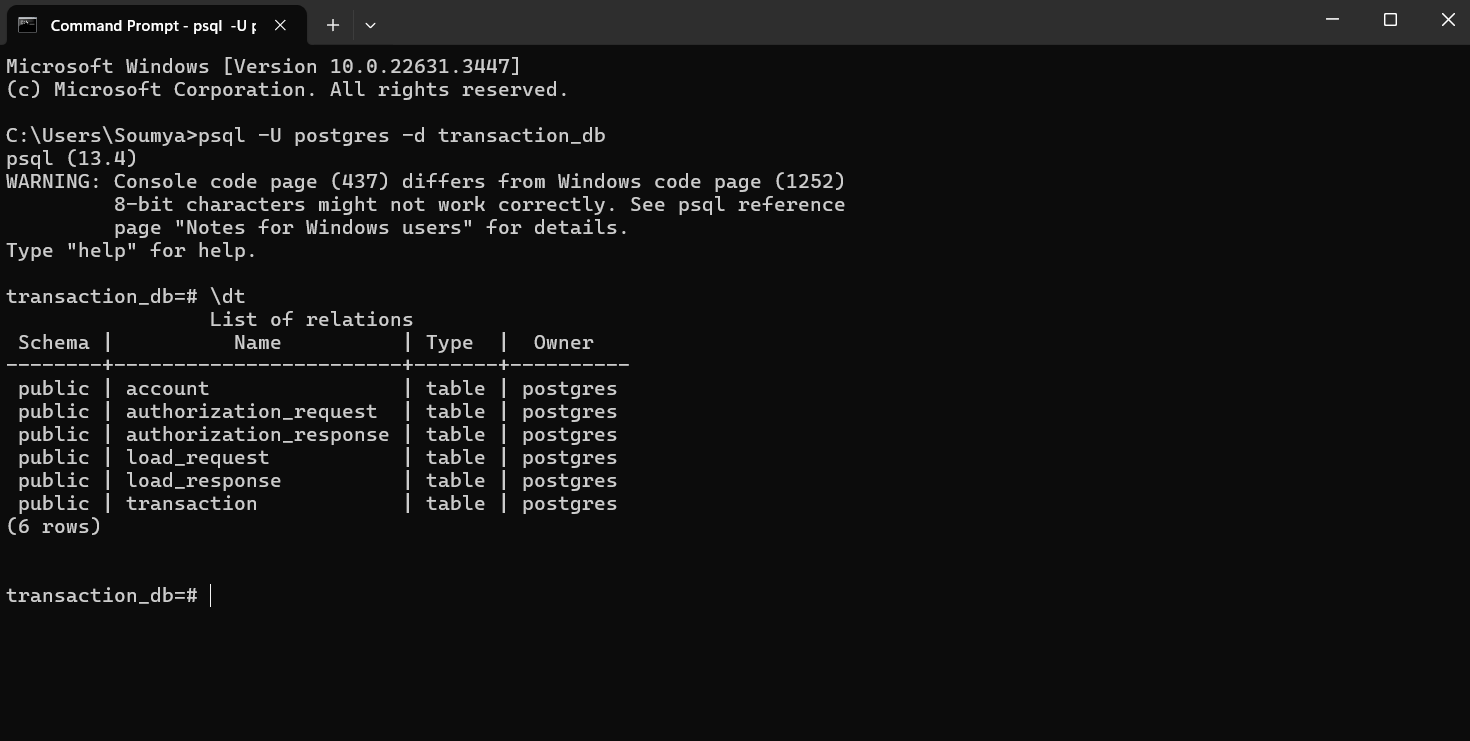 Command Prompt - psql  -U p
Microsoft Windows [Version 10.0.22631.3447]
(c) Microsoft Corporation. All rights reserved.

C:\Users\Soumya>psql -U postgres -d transaction_db
psql (13.4)
WARNING: Console code page (437) differs from Windows code page (1252)
         8-bit characters might not work correctly. See psql reference
         page "Notes for Windows users" for details.
Type "help" for help.

transaction_db=# \dt
                 List of relations
 Schema |          Name          | Type  |  Owner
--------+------------------------+-------+----------
 public | account                | table | postgres
 public | authorization_request  | table | postgres
 public | authorization_response | table | postgres
 public | load_request           | table | postgres
 public | load_response          | table | postgres
 public | transaction            | table | postgres
(6 rows)


transaction_db=#